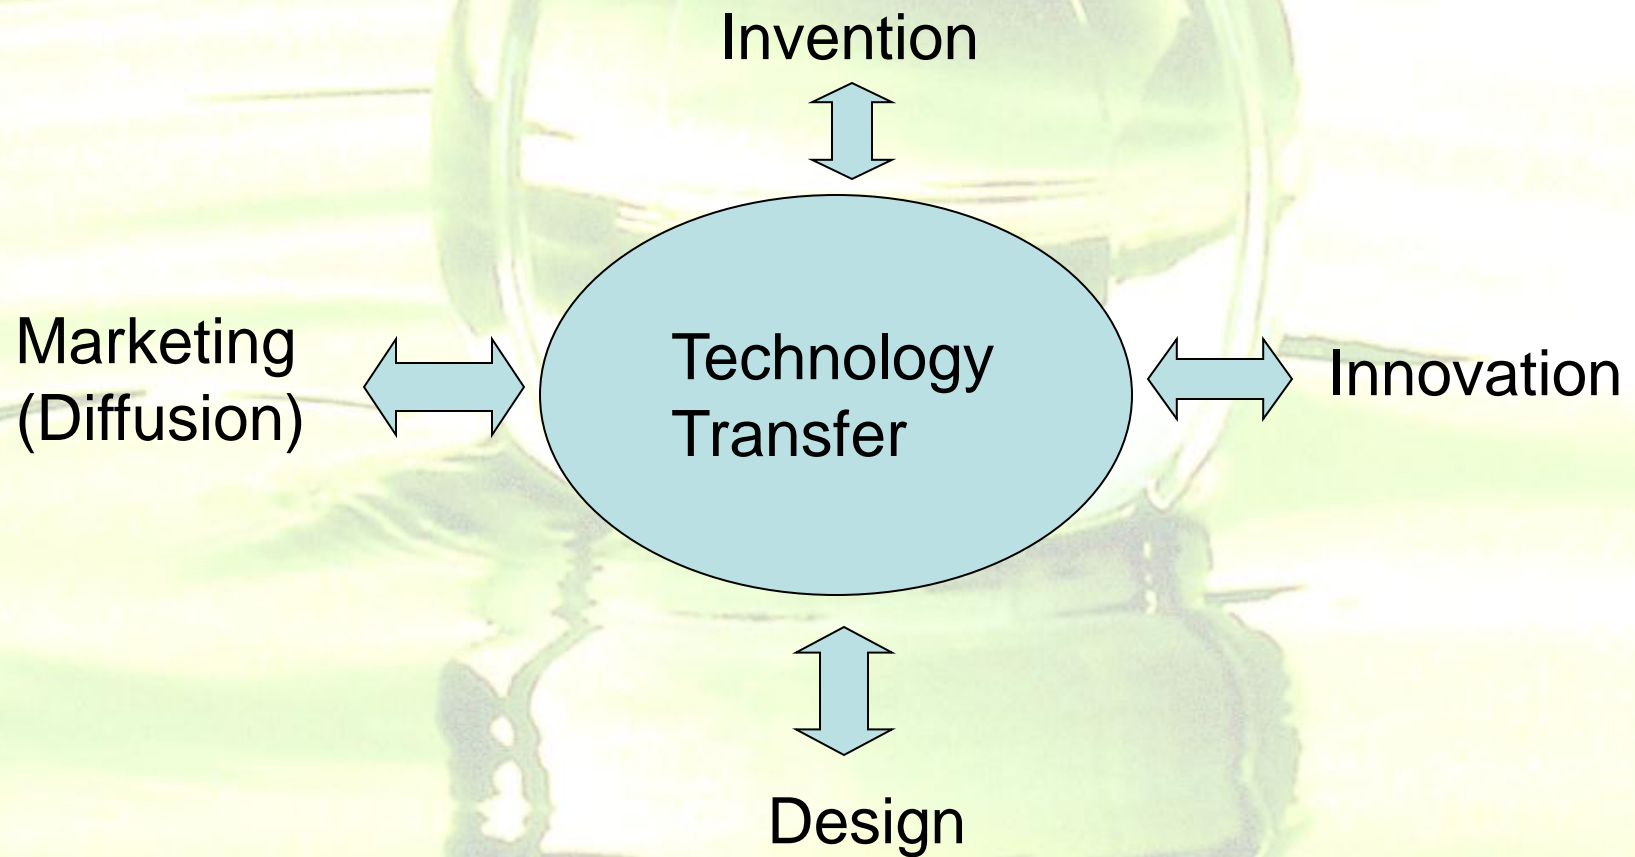 Invention
Marketing
(Diffusion)
Technology
Transfer
Innovation
Design